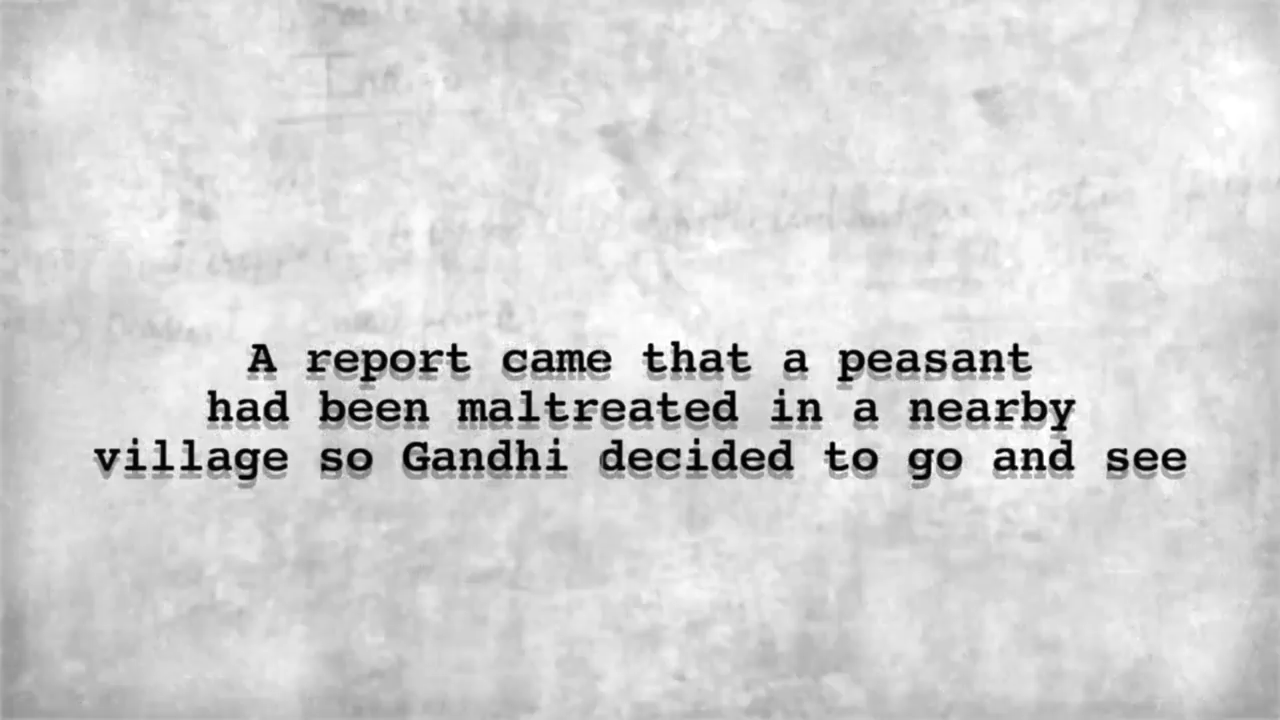 A report came that a peasant
had been maltreated in a nearby
village so Gandhi decided to go and see